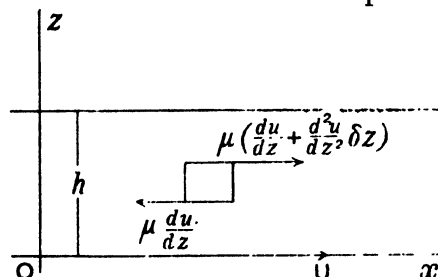 z
μ(du/dz + d²u/dz² δz)
h
μ du/dz
O U x